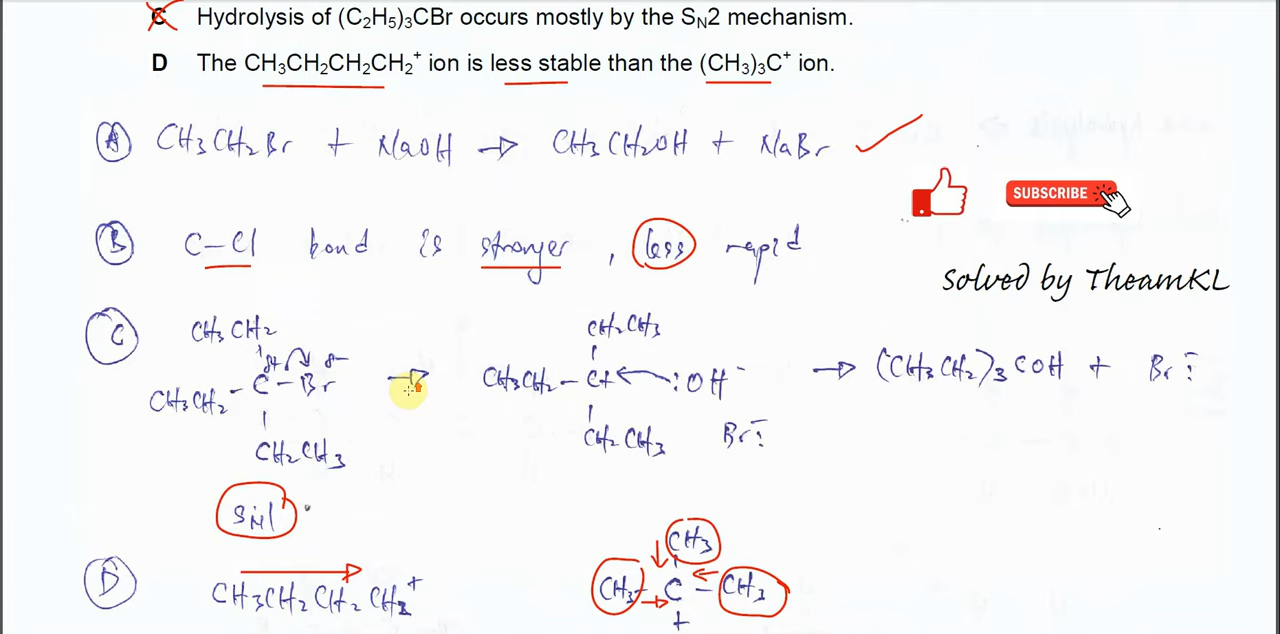 C Hydrolysis of (C₂H₅)₃CBr occurs mostly by the S_N2 mechanism.
D The CH₃CH₂CH₂CH₂⁺ ion is less stable than the (CH₃)₃C⁺ ion.
A CH₃CH₂Br + NaOH → CH₃CH₂OH + NaBr ✓
SUBSCRIBE
B C–Cl bond is stronger, less rapid
Solved by TheamKL
C CH₃CH₂ CH₂CH₃
δ+ δ-
CH₃CH₂ – C – Br → CH₃CH₂ – C+ :OH⁻ → (CH₃CH₂)₃COH + Br:⁻
CH₂CH₃ CH₂CH₃ Br:⁻
S_N1
CH₃
D CH₃CH₂CH₂CH₂⁺ CH₃ – C – CH₃
+